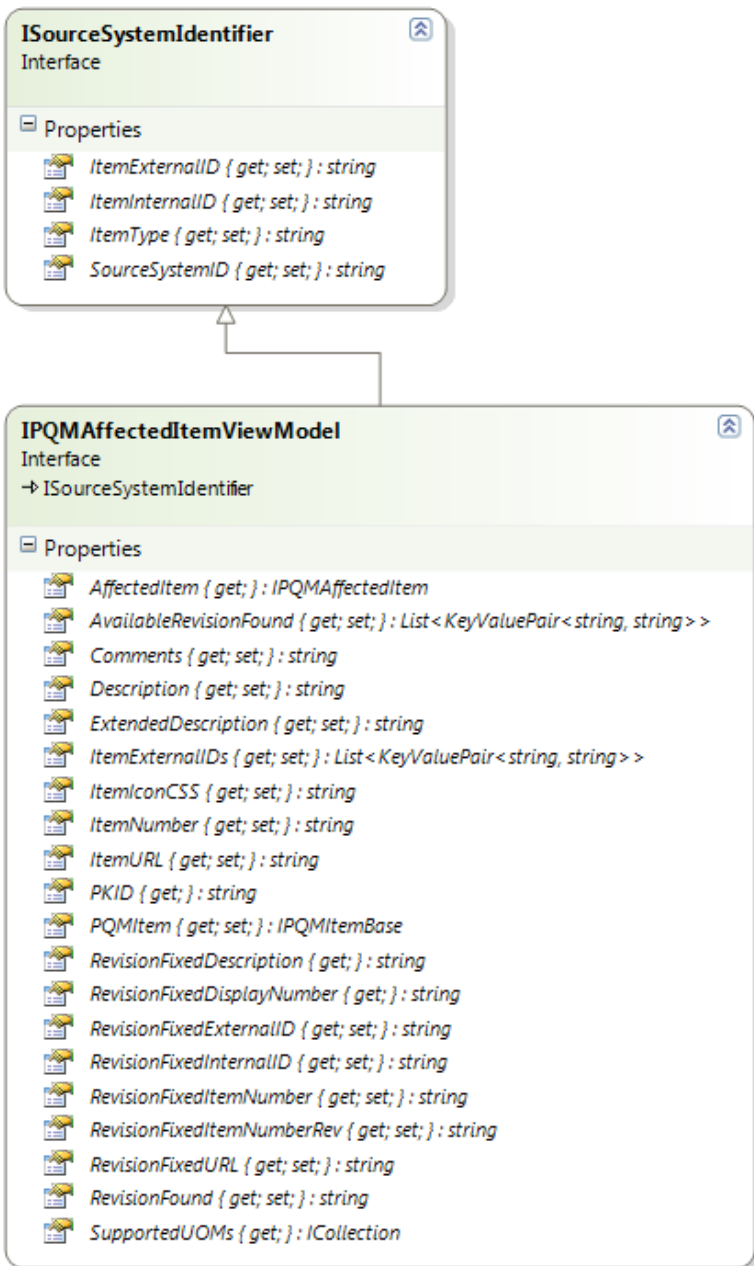 ISourceSystemIdentifier
Interface
Properties
ItemExternalID { get; set; } : string
ItemInternalID { get; set; } : string
ItemType { get; set; } : string
SourceSystemID { get; set; } : string
IPQMAffectedItemViewModel
Interface
ISourceSystemIdentifier
Properties
AffectedItem { get; } : IPQMAffectedItem
AvailableRevisionFound { get; set; } : List<KeyValuePair<string, string>>
Comments { get; set; } : string
Description { get; set; } : string
ExtendedDescription { get; set; } : string
ItemExternalIDs { get; set; } : List<KeyValuePair<string, string>>
ItemIconCSS { get; set; } : string
ItemNumber { get; set; } : string
ItemURL { get; set; } : string
PKID { get; } : string
PQMItem { get; set; } : IPQMItemBase
RevisionFixedDescription { get; } : string
RevisionFixedDisplayNumber { get; } : string
RevisionFixedExternalID { get; set; } : string
RevisionFixedInternalID { get; set; } : string
RevisionFixedItemNumber { get; set; } : string
RevisionFixedItemNumberRev { get; set; } : string
RevisionFixedURL { get; set; } : string
RevisionFound { get; set; } : string
SupportedUOMs { get; } : ICollection